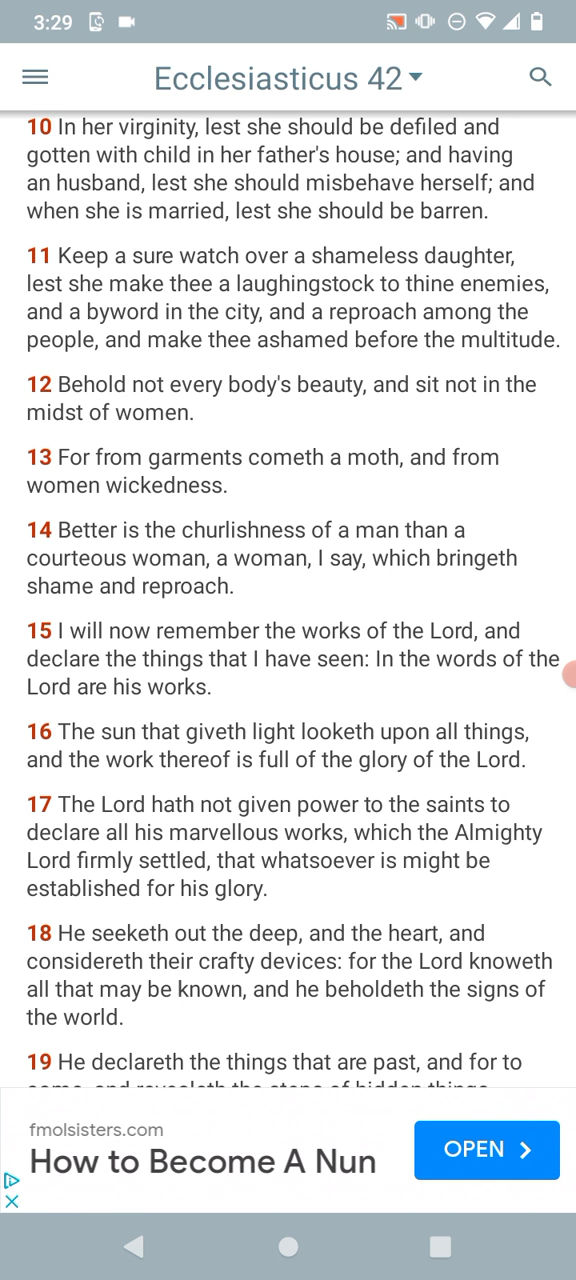 3:29
Ecclesiasticus 42
10 In her virginity, lest she should be defiled and
gotten with child in her father's house; and having
an husband, lest she should misbehave herself; and
when she is married, lest she should be barren.
11 Keep a sure watch over a shameless daughter,
lest she make thee a laughingstock to thine enemies,
and a byword in the city, and a reproach among the
people, and make thee ashamed before the multitude.
12 Behold not every body's beauty, and sit not in the
midst of women.
13 For from garments cometh a moth, and from
women wickedness.
14 Better is the churlishness of a man than a
courteous woman, a woman, I say, which bringeth
shame and reproach.
15 I will now remember the works of the Lord, and
declare the things that I have seen: In the words of the
Lord are his works.
16 The sun that giveth light looketh upon all things,
and the work thereof is full of the glory of the Lord.
17 The Lord hath not given power to the saints to
declare all his marvellous works, which the Almighty
Lord firmly settled, that whatsoever is might be
established for his glory.
18 He seeketh out the deep, and the heart, and
considereth their crafty devices: for the Lord knoweth
all that may be known, and he beholdeth the signs of
the world.
19 He declareth the things that are past, and for to
come, and revealeth the steps of hidden things.
fmolsisters.com
How to Become A Nun
OPEN